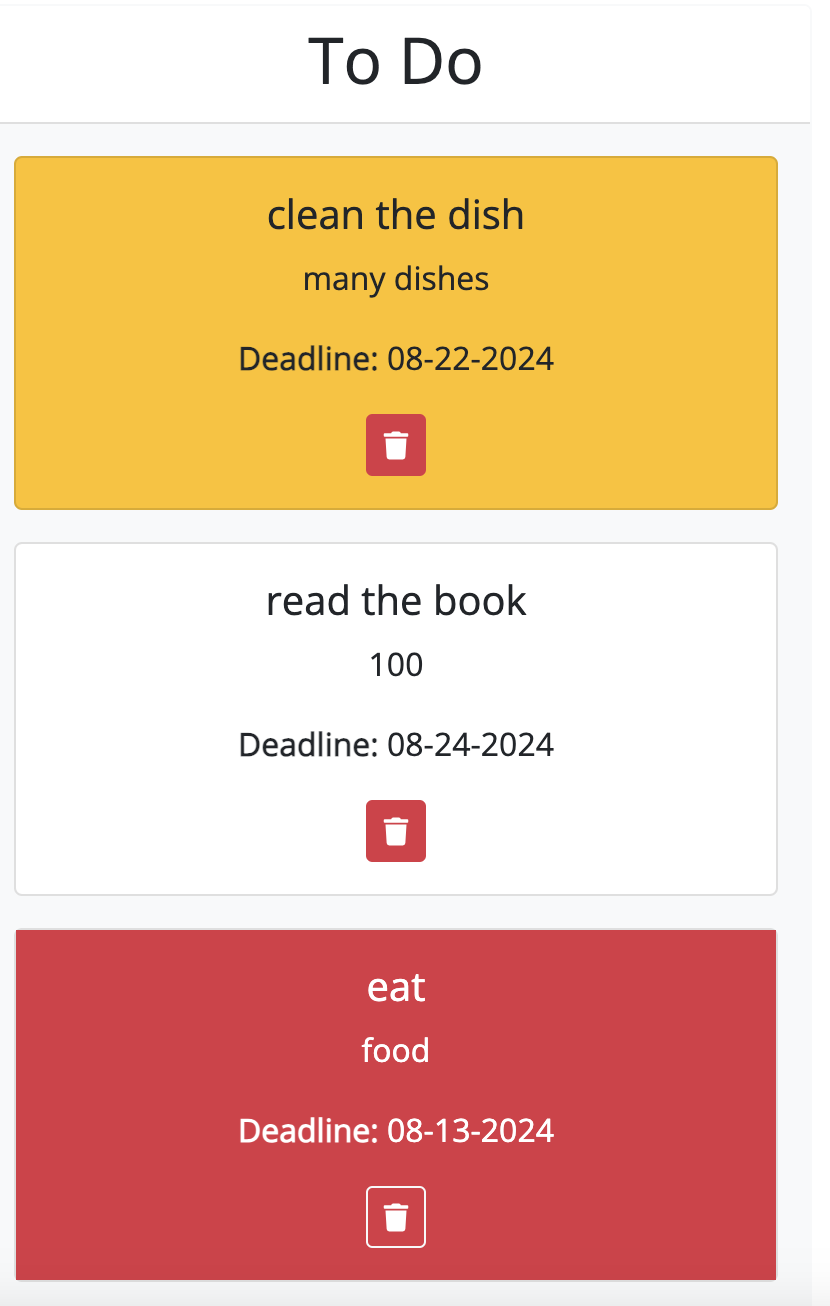 To Do
clean the dish
many dishes
Deadline: 08-22-2024
read the book
100
Deadline: 08-24-2024
eat
food
Deadline: 08-13-2024